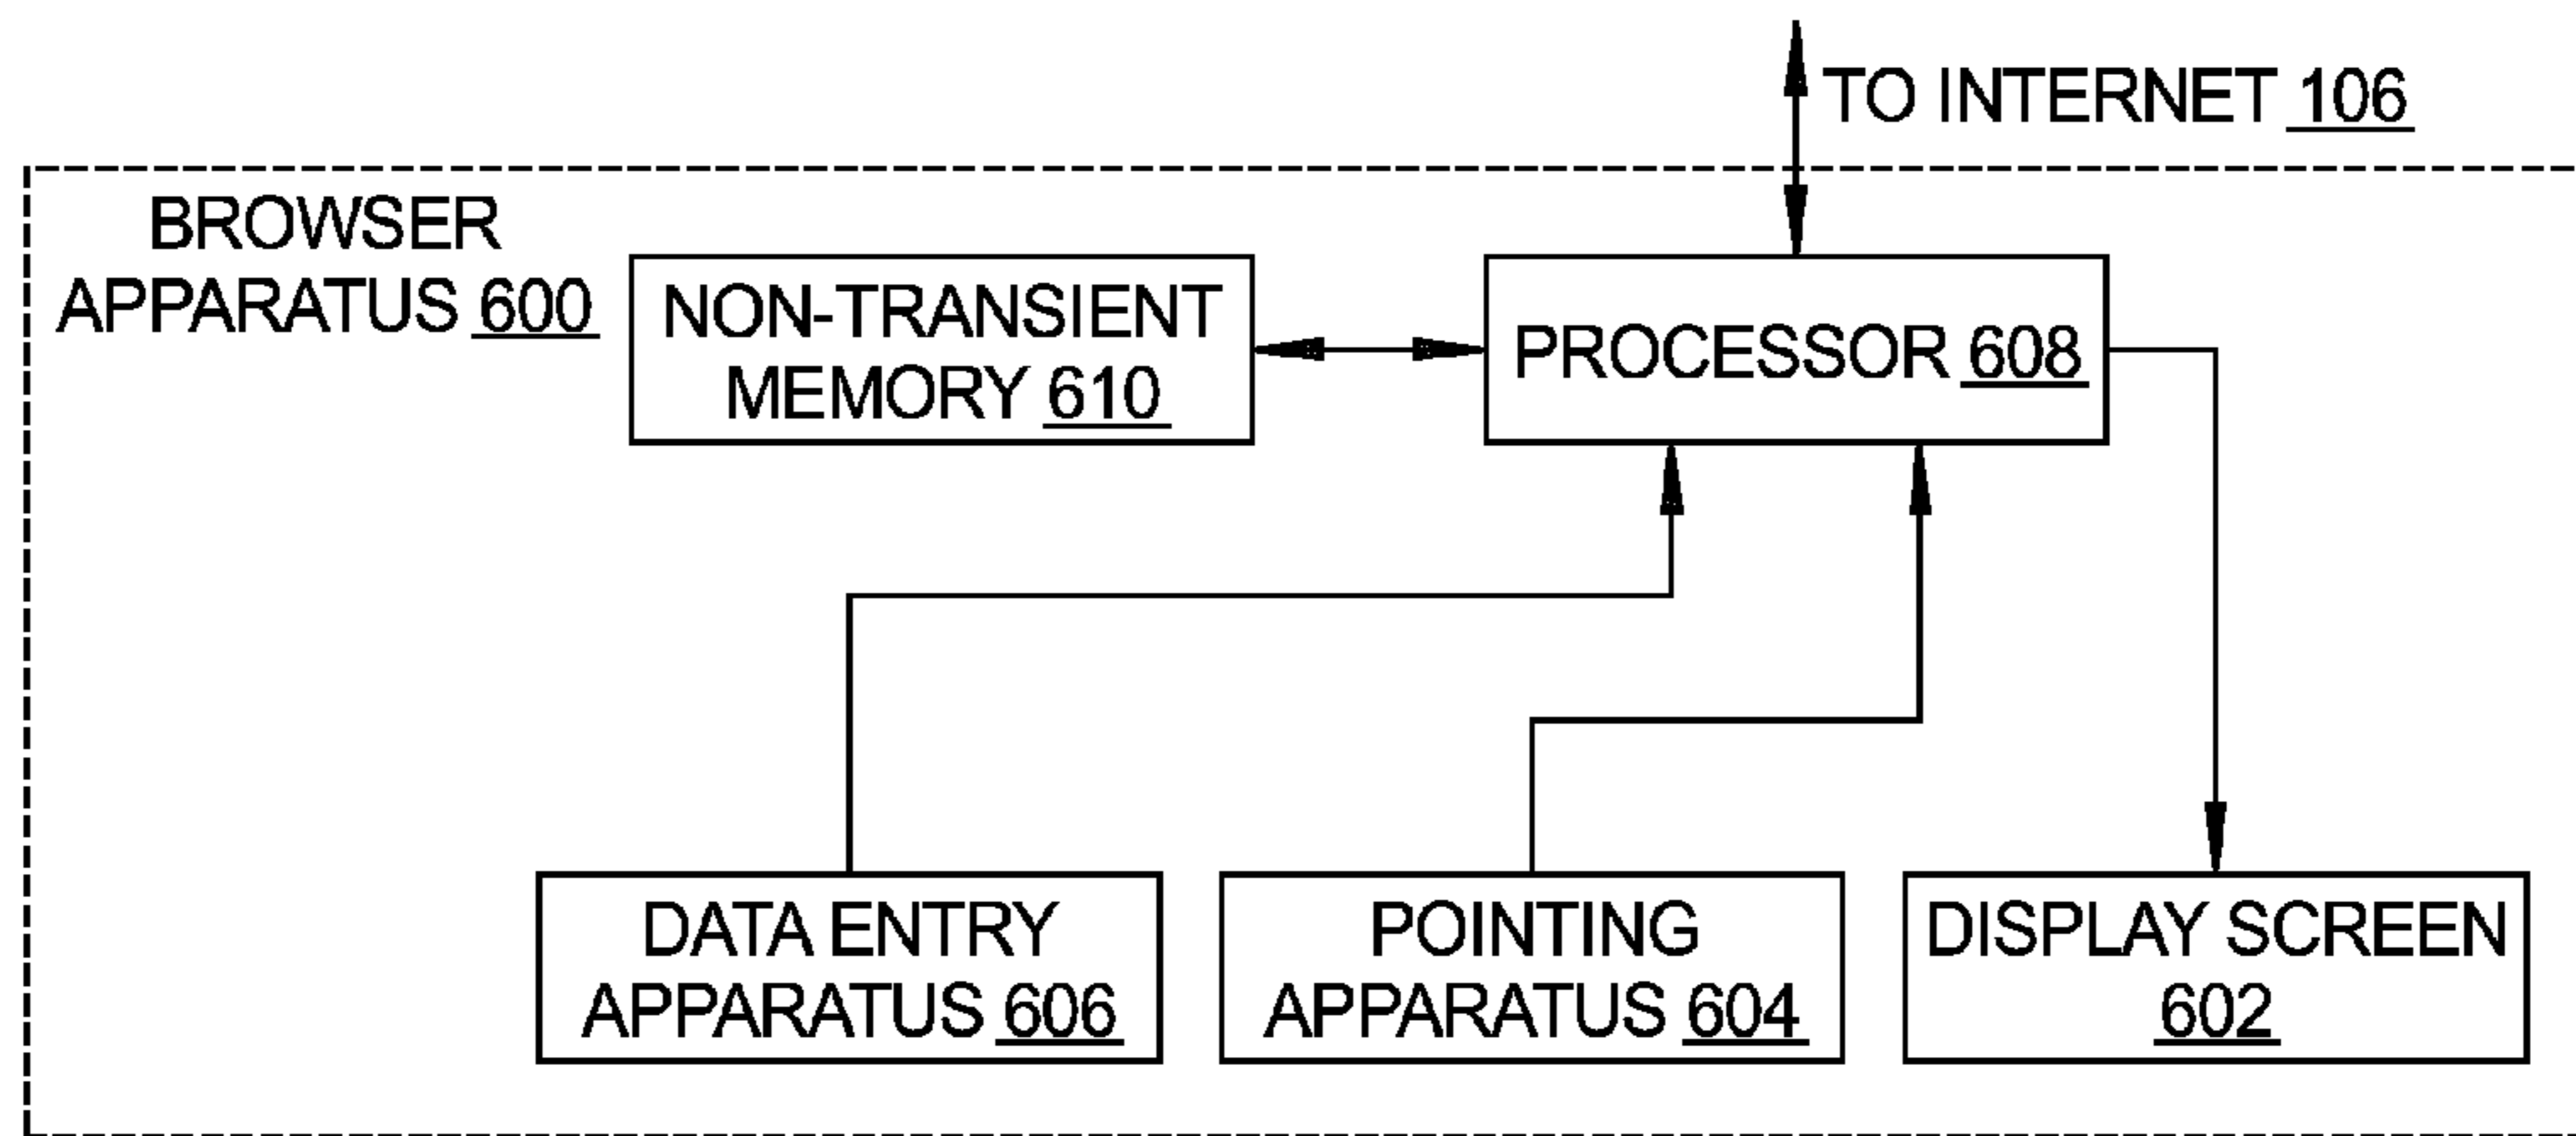 TO INTERNET 106
BROWSER
APPARATUS 600
NON-TRANSIENT
MEMORY 610
PROCESSOR 608
DATA ENTRY
APPARATUS 606
POINTING
APPARATUS 604
DISPLAY SCREEN
602